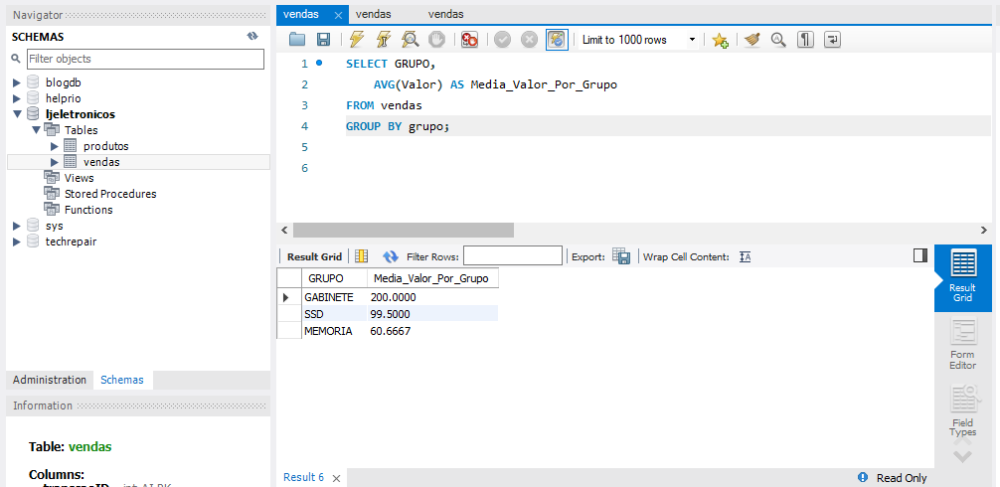 Navigator
SCHEMAS
Filter objects
blogdb
helprio
ljeletronicos
Tables
produtos
vendas
Views
Stored Procedures
Functions
sys
techrepair
Administration Schemas
Information
Table: vendas
Columns:
vendas vendas vendas
Limit to 1000 rows
1 SELECT GRUPO,
2 AVG(Valor) AS Media_Valor_Por_Grupo
3 FROM vendas
4 GROUP BY grupo;
5
6
Result Grid Filter Rows: Export: Wrap Cell Content:
GRUPO Media_Valor_Por_Grupo
GABINETE 200.0000
SSD 99.5000
MEMORIA 60.6667
Result
Grid
Form
Editor
Field
Types
Result 6 Read Only